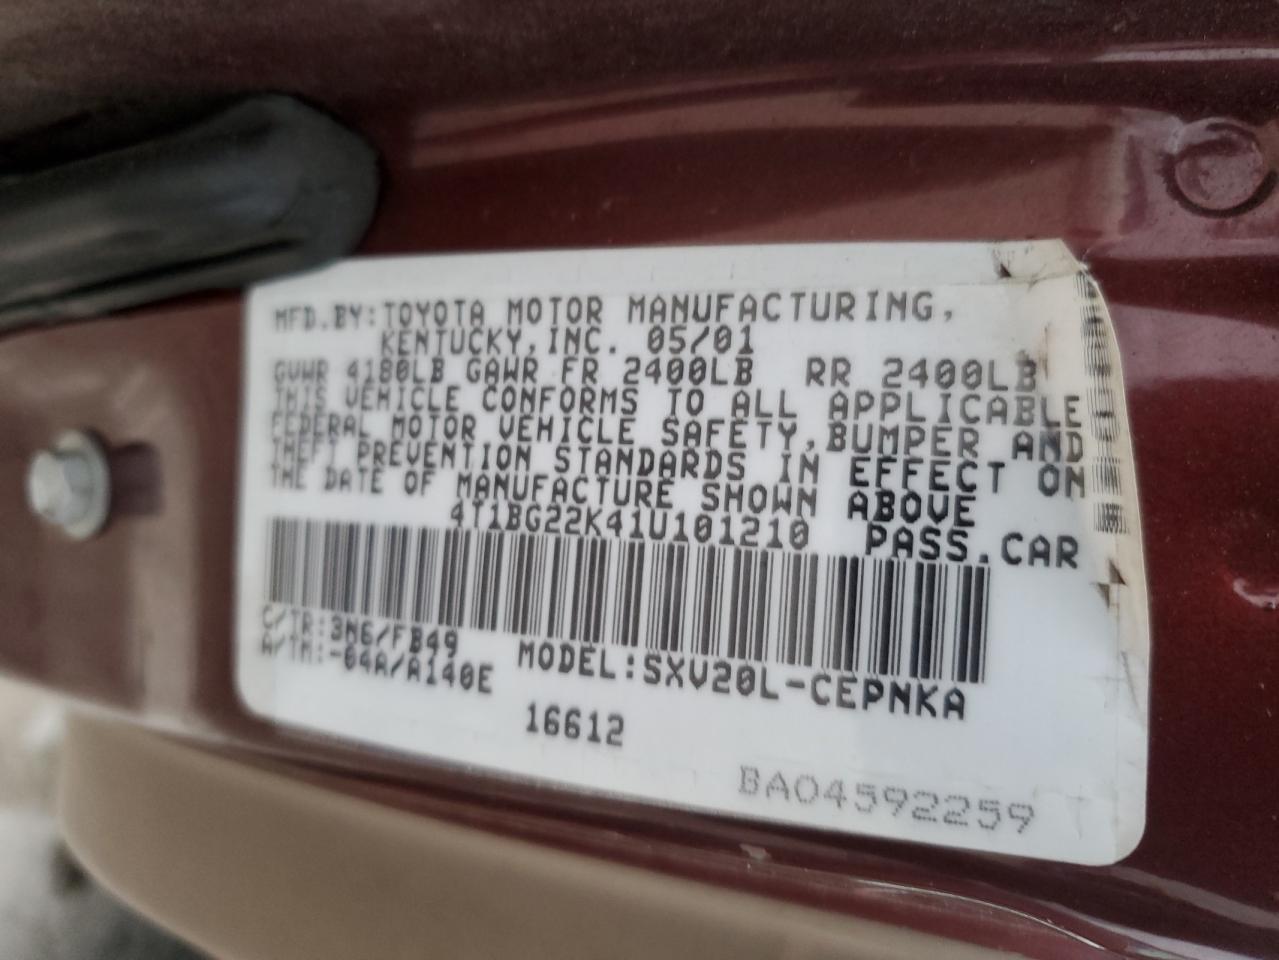 MFD.BY:TOYOTA MOTOR MANUFACTURING,
KENTUCKY,INC. 05/01
GVWR 4180LB GAWR FR 2400LB RR 2400LB
THIS VEHICLE CONFORMS TO ALL APPLICABLE
FEDERAL MOTOR VEHICLE SAFETY,BUMPER AND
THEFT PREVENTION STANDARDS IN EFFECT ON
THE DATE OF MANUFACTURE SHOWN ABOVE
4T1BG22K41U101210 PASS.CAR
C/TR:3N6/FB49
A/TM:-04A/A140E
MODEL:SXV20L-CEPNKA
16612
BA04592259